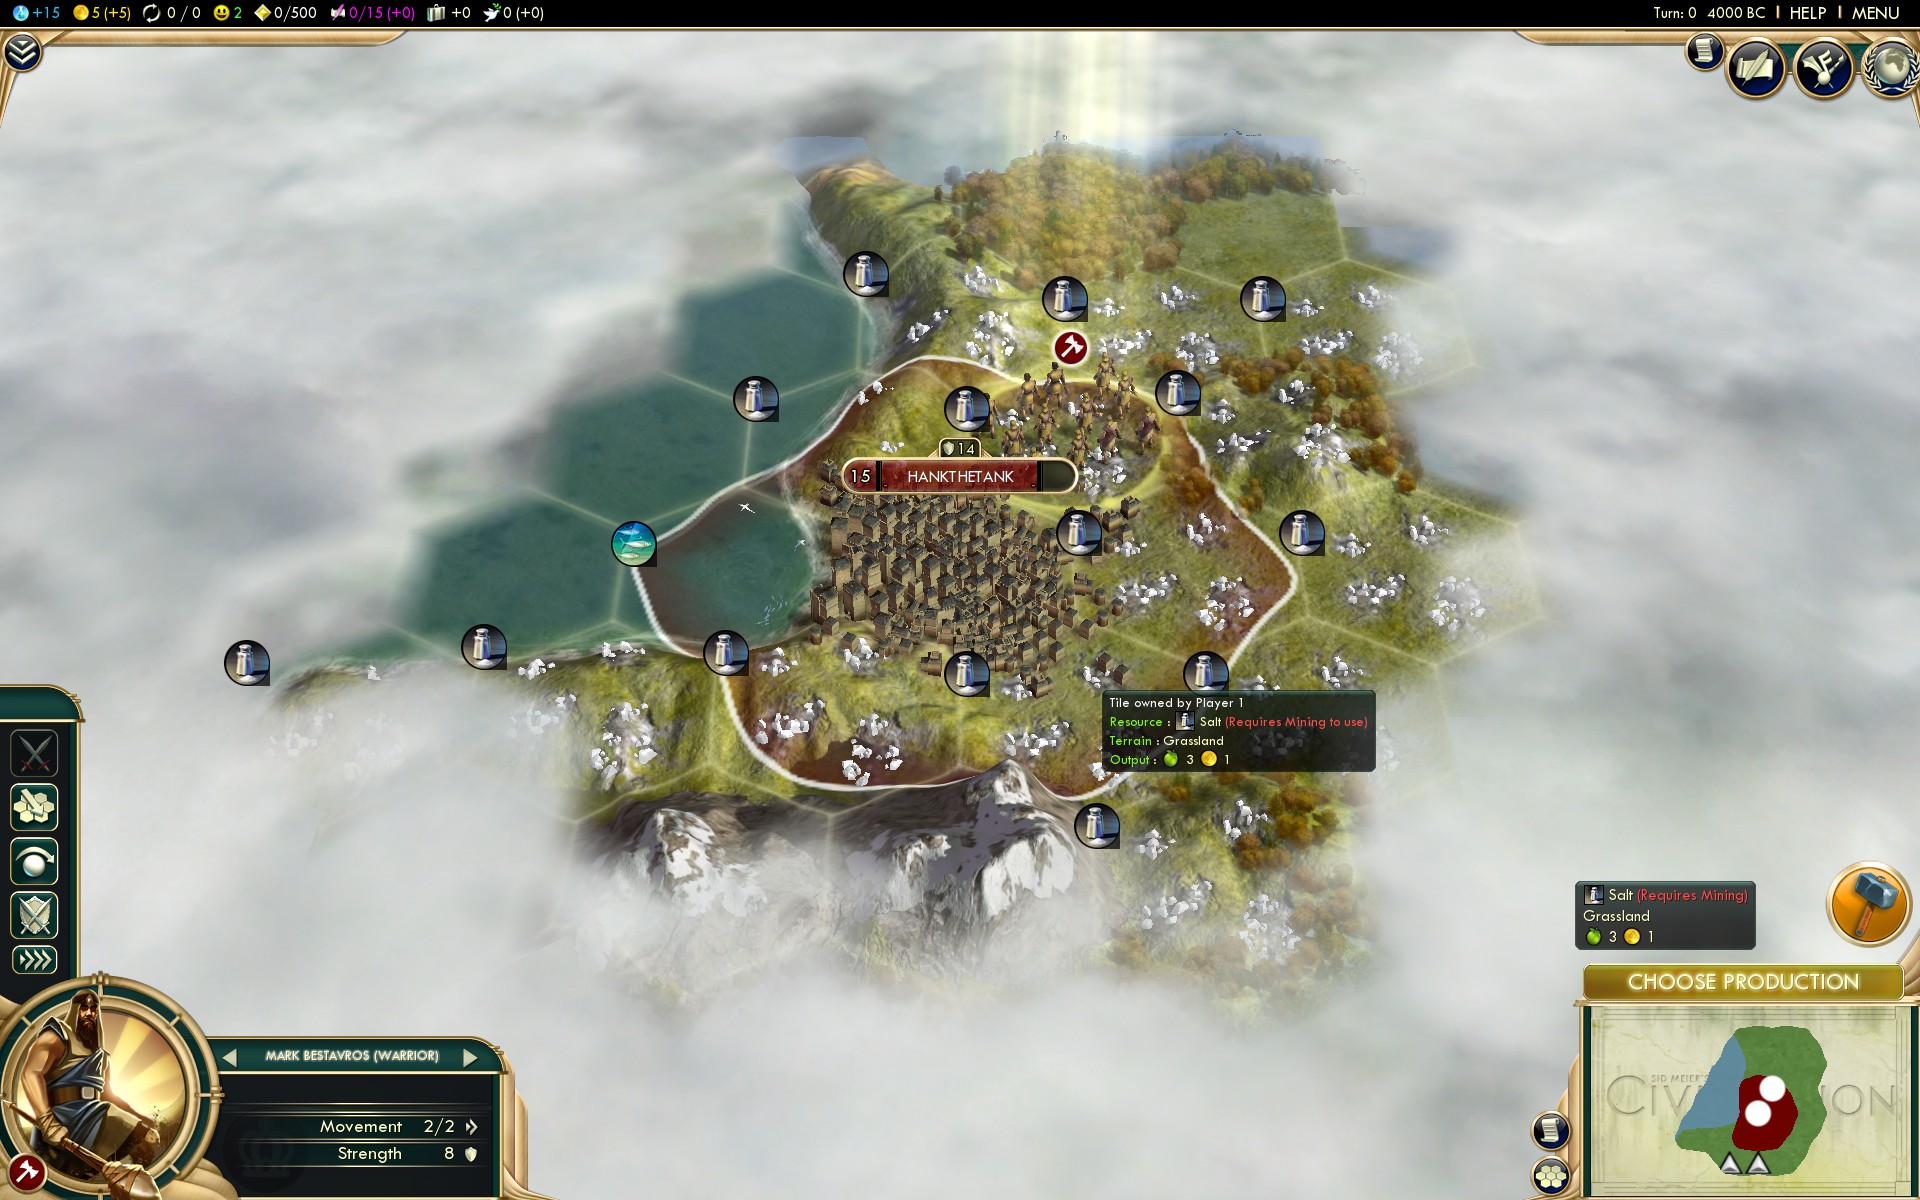 +15 5 (+5) 0 / 0 2 0/500 0/15 (+0) +0 0 (+0)
Turn: 0 4000 BC HELP MENU
14
15 HANKTHETANK
Tile owned by Player 1
Resource : Salt (Requires Mining to use)
Terrain : Grassland
Output : 3 1
Salt (Requires Mining)
Grassland
3 1
CHOOSE PRODUCTION
MARK BESTAVROS (WARRIOR)
Movement 2/2
Strength 8
SID MEIER'S